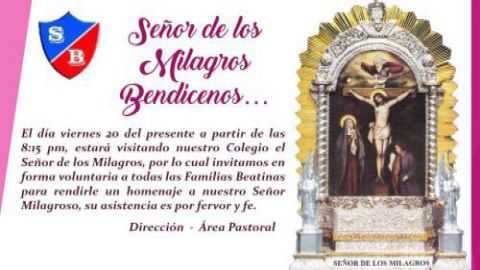 S
B
Señor de los
Milagros
Bendicenos...
El día viernes 20 del presente a partir de las
8:15 pm, estará visitando nuestro Colegio el
Señor de los Milagros, por lo cual invitamos en
forma voluntaria a todas las Familias Beatinas
para rendirle un homenaje a nuestro Señor
Milagroso, su asistencia es por fervor y fe.
Dirección - Área Pastoral
SEÑOR DE LOS MILAGROS